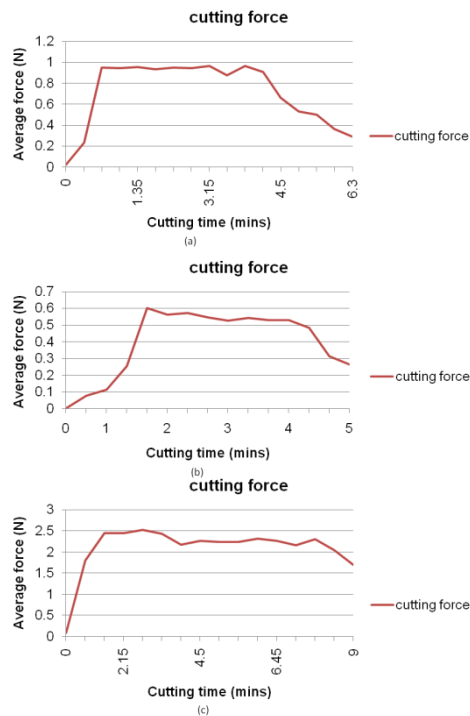 cutting force
Average force (N)
1.2
1
0.8
0.6
0.4
0.2
0
0
1.35
3.15
4.5
6.3
Cutting time (mins)
cutting force
(a)
cutting force
Average force (N)
0.7
0.6
0.5
0.4
0.3
0.2
0.1
0
0 1 2 3 4 5
Cutting time (mins)
cutting force
(b)
cutting force
Average force (N)
3
2.5
2
1.5
1
0.5
0
0
2.15
4.5
6.45
9
Cutting time (mins)
cutting force
(c)